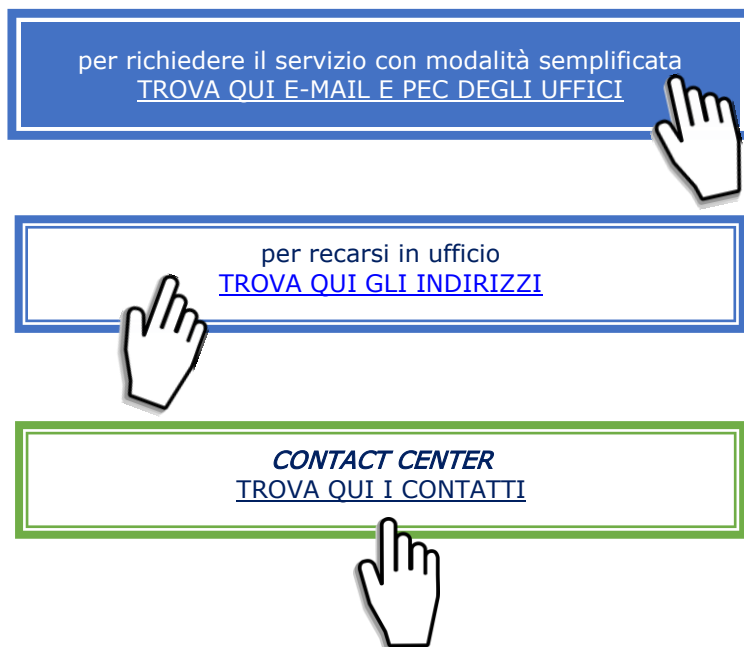 per richiedere il servizio con modalità semplificata
TROVA QUI E-MAIL E PEC DEGLI UFFICI
per recarsi in ufficio
TROVA QUI GLI INDIRIZZI
CONTACT CENTER
TROVA QUI I CONTATTI